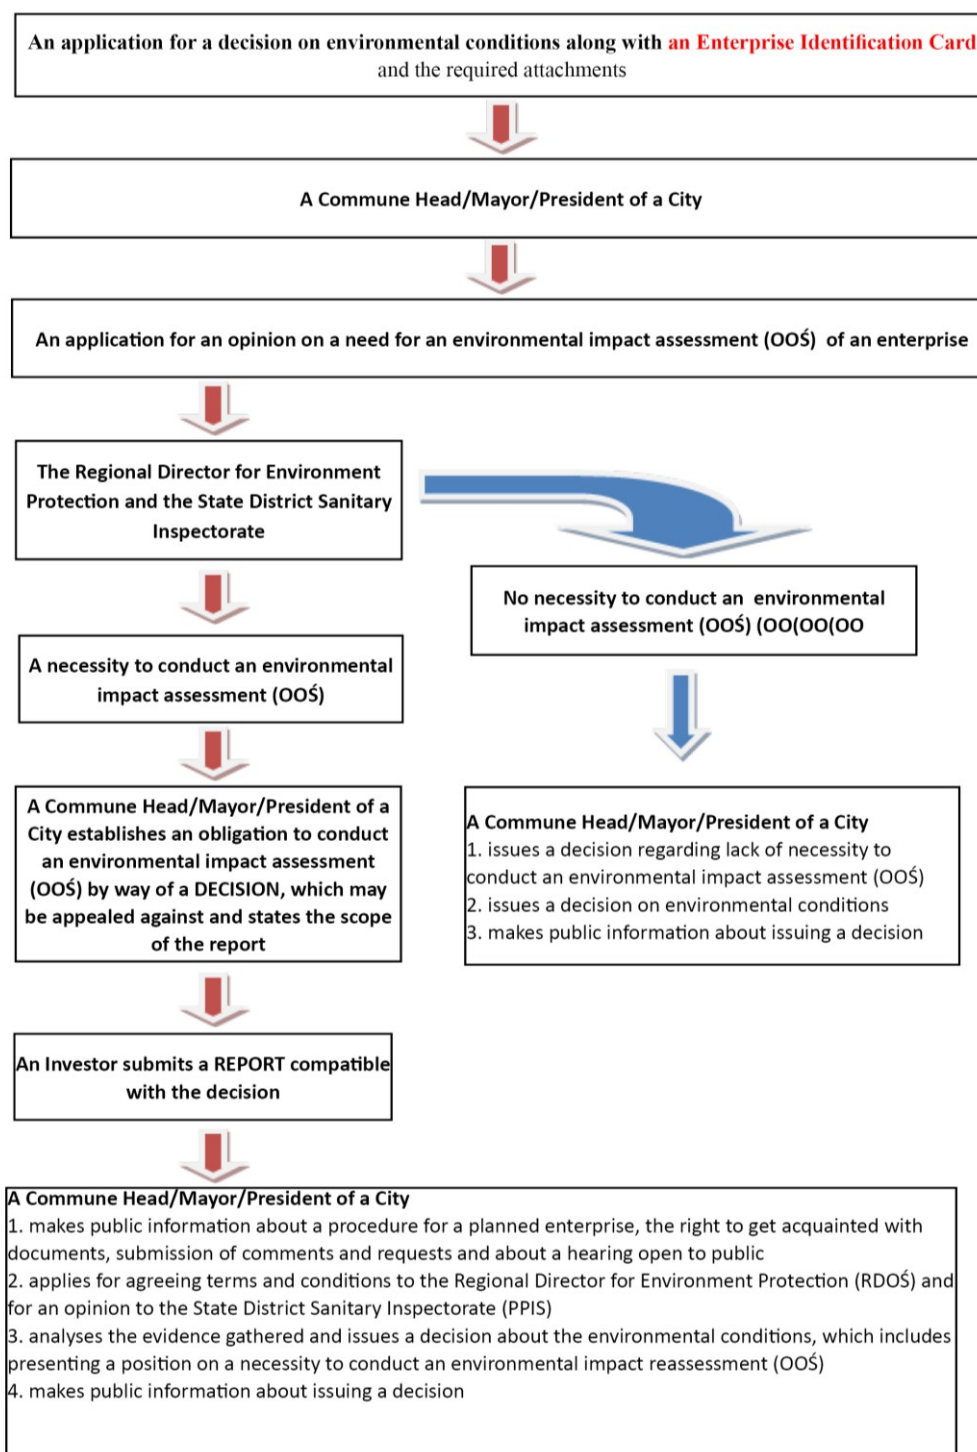 An application for a decision on environmental conditions along with an Enterprise Identification Card
and the required attachments
A Commune Head/Mayor/President of a City
An application for an opinion on a need for an environmental impact assessment (OOŚ) of an enterprise
The Regional Director for Environment
Protection and the State District Sanitary
Inspectorate
No necessity to conduct an environmental
impact assessment (OOŚ) (OO(OO(OO
A necessity to conduct an environmental
impact assessment (OOŚ)
A Commune Head/Mayor/President of a
City establishes an obligation to conduct
an environmental impact assessment
(OOŚ) by way of a DECISION, which may
be appealed against and states the scope
of the report
A Commune Head/Mayor/President of a City
1. issues a decision regarding lack of necessity to
conduct an environmental impact assessment (OOŚ)
2. issues a decision on environmental conditions
3. makes public information about issuing a decision
An Investor submits a REPORT compatible
with the decision
A Commune Head/Mayor/President of a City
1. makes public information about a procedure for a planned enterprise, the right to get acquainted with
documents, submission of comments and requests and about a hearing open to public
2. applies for agreeing terms and conditions to the Regional Director for Environment Protection (RDOŚ) and
for an opinion to the State District Sanitary Inspectorate (PPIS)
3. analyses the evidence gathered and issues a decision about the environmental conditions, which includes
presenting a position on a necessity to conduct an environmental impact reassessment (OOŚ)
4. makes public information about issuing a decision